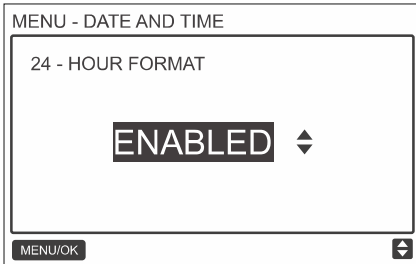 MENU - DATE AND TIME
24 - HOUR FORMAT
ENABLED
MENU/OK